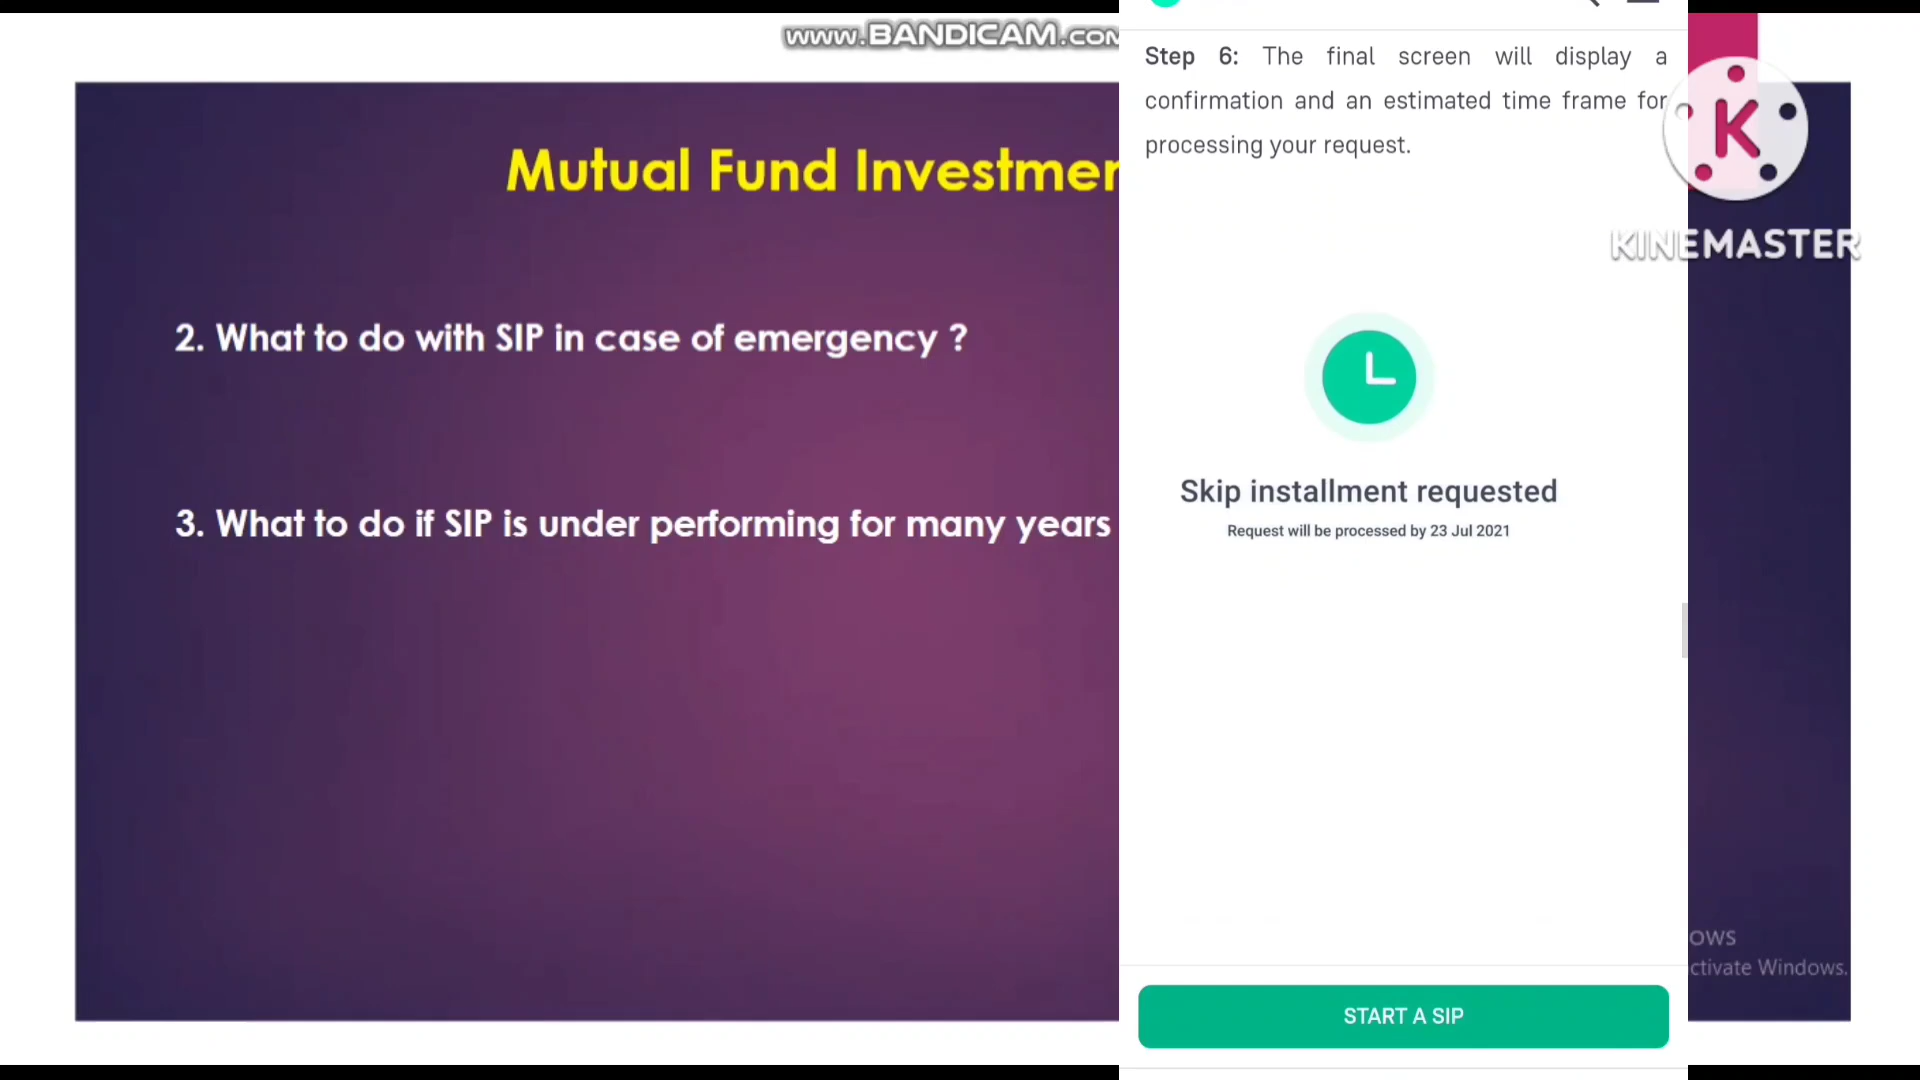 www.BANDICAM.com
Mutual Fund Investmen
2. What to do with SIP in case of emergency ?
3. What to do if SIP is under performing for many years
Step 6: The final screen will display a
confirmation and an estimated time frame for
processing your request.
K
KINEMASTER
Skip installment requested
Request will be processed by 23 Jul 2021
START A SIP
ows
ctivate Windows.